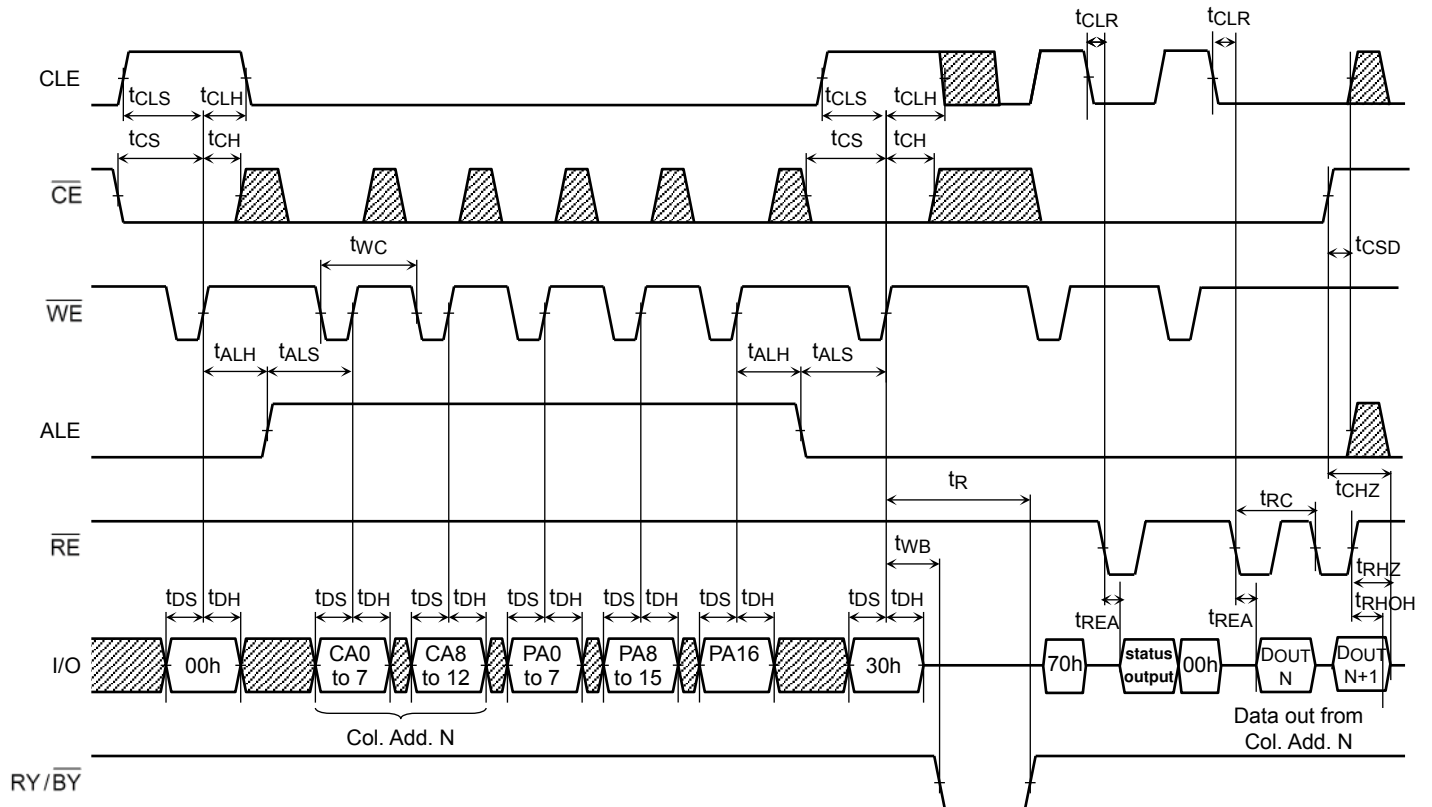 tCLR tCLR
CLE
tCLS tCLH tCLS tCLH
tCS tCH tCS tCH
CE
tWC tCSD
WE
tALH tALS tALH tALS
ALE
tR tCHZ
tRC
RE
tWB tRHZ
tDS tDH tDS tDH tDS tDH tDS tDH tDS tDH tDS tDH tDS tDH tRHOH
tREA tREA
I/O 00h CA0 to 7 CA8 to 12 PA0 to 7 PA8 to 15 PA16 30h 70h status output 00h DOUT N DOUT N+1
Col. Add. N Data out from
Col. Add. N
RY/BY